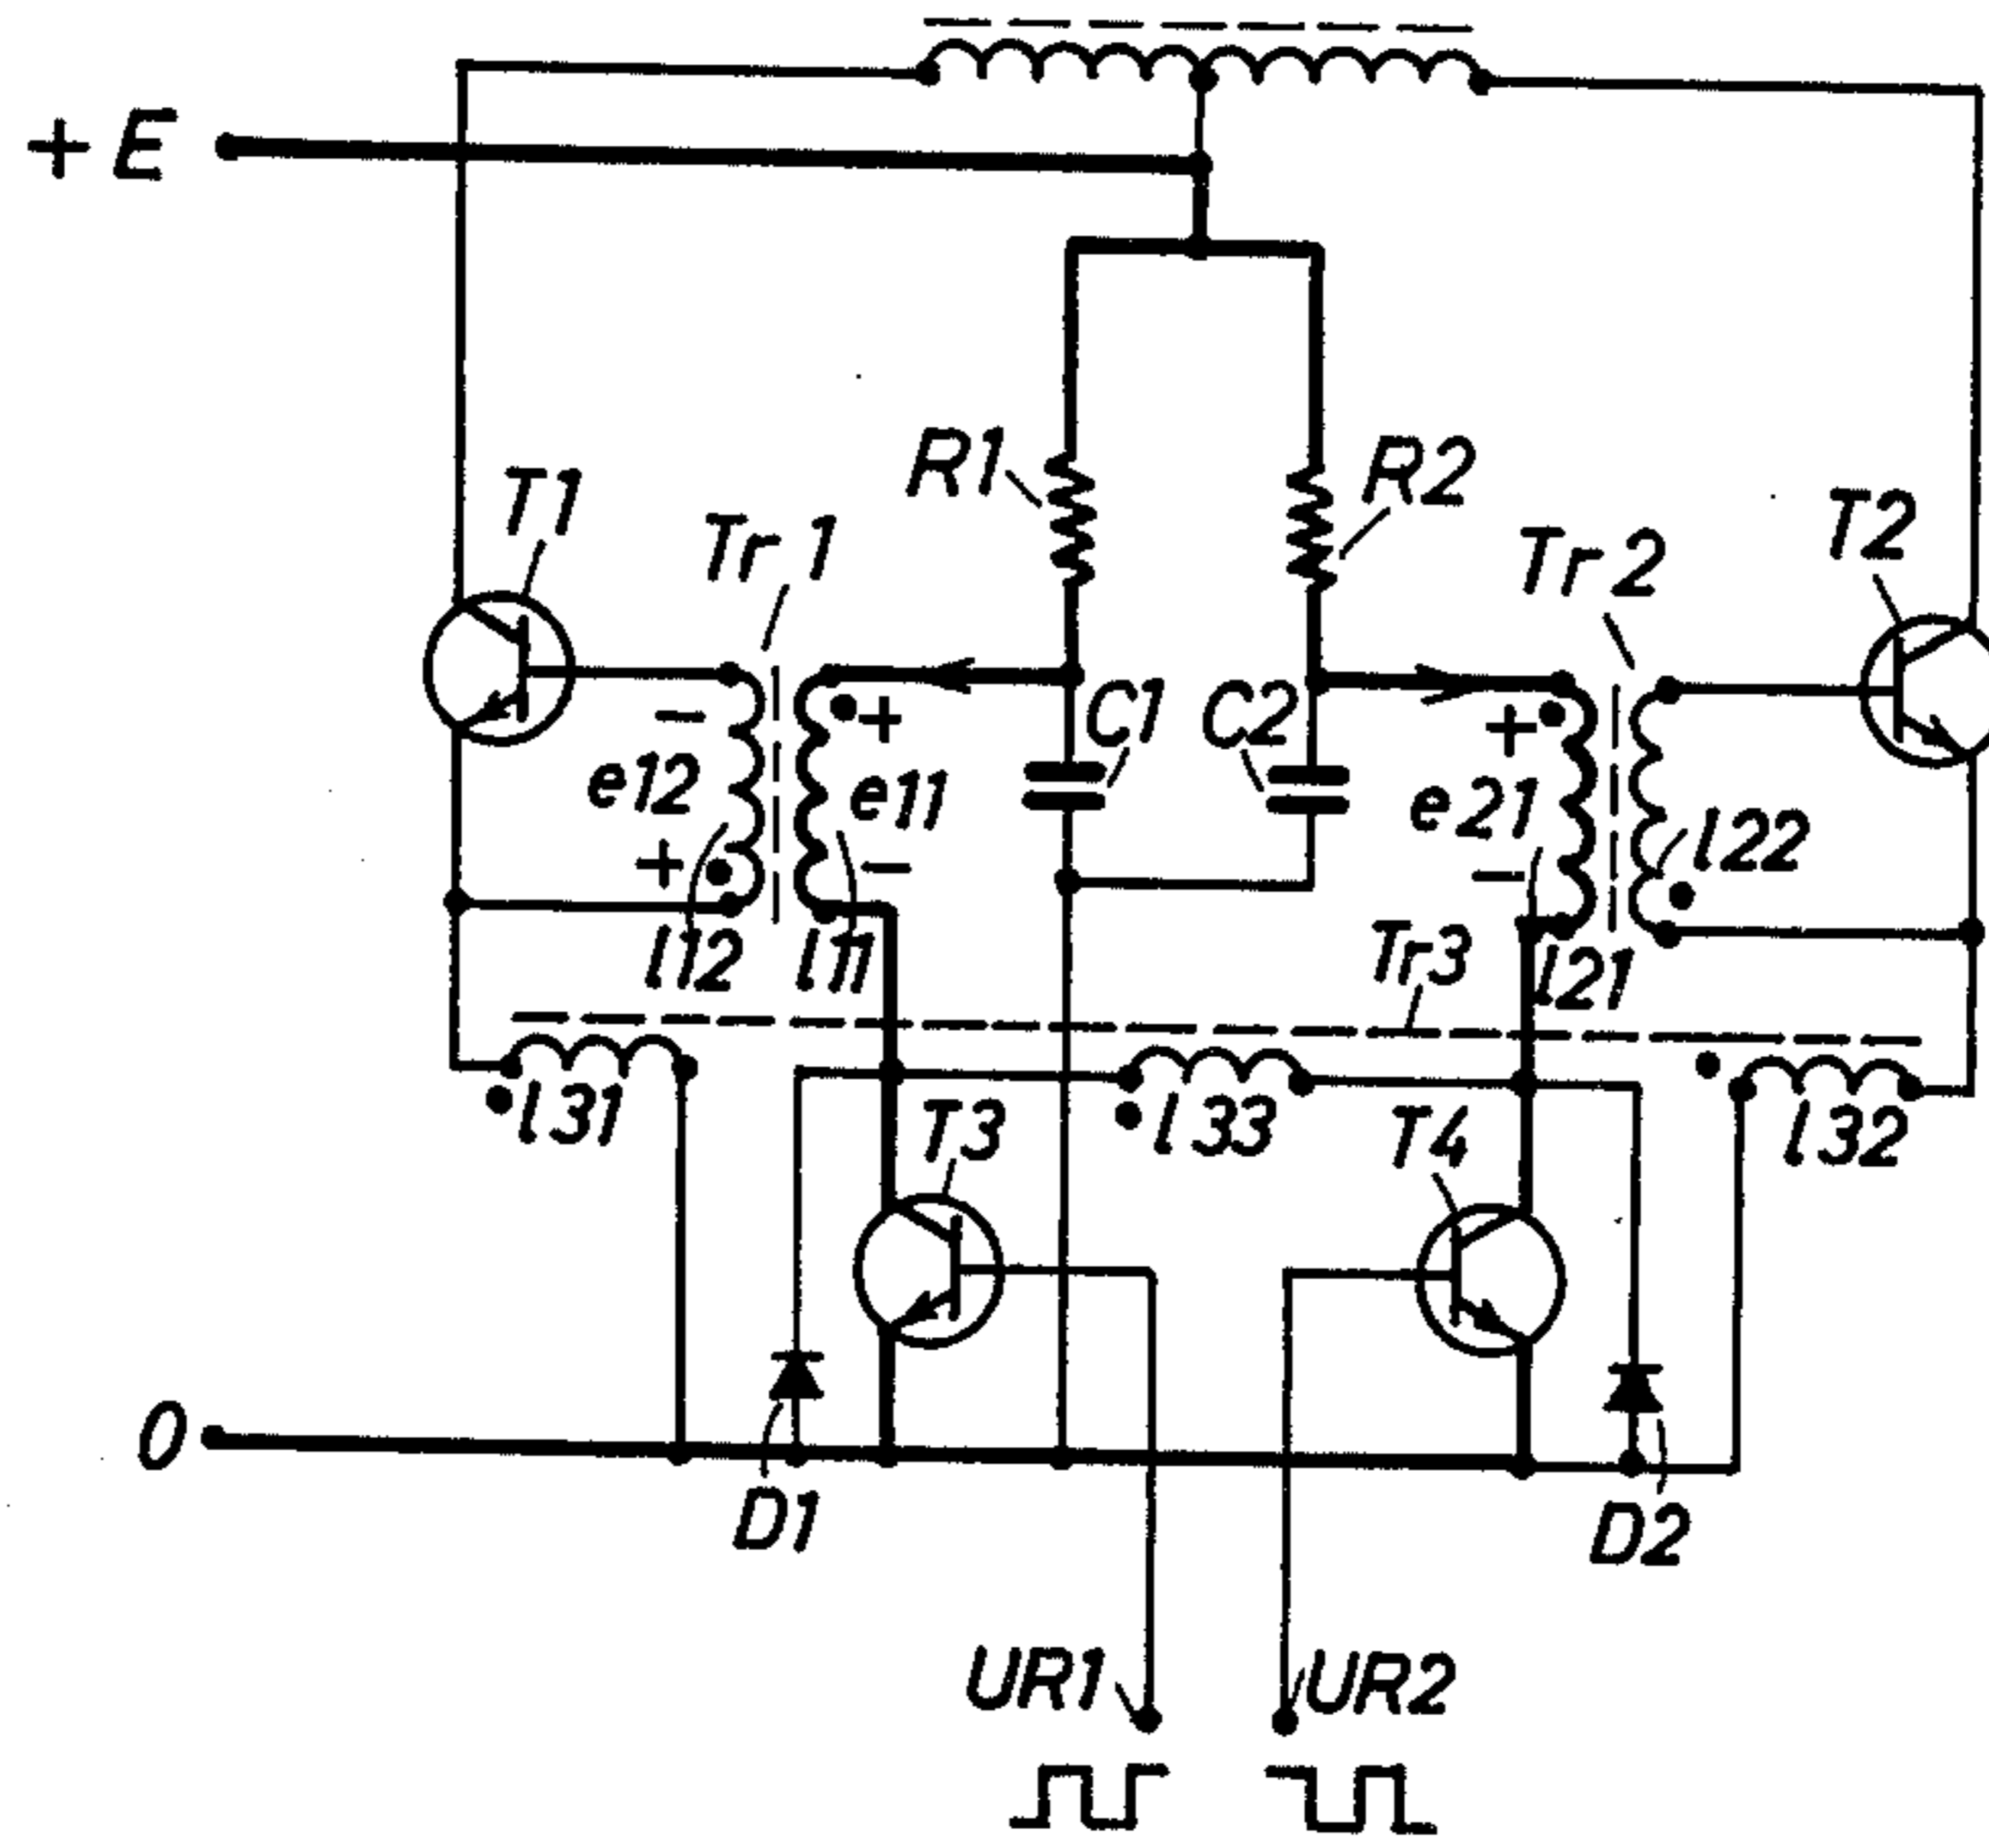 + E
R1
R2
T1
Tr 1
Tr 2
T2
C1
C2
+
+
−
e12
e11
e21
l22
+
−
−
l12
l11
Tr3
l21
l31
T3
l33
T4
l32
0
D1
D2
UR1
UR2